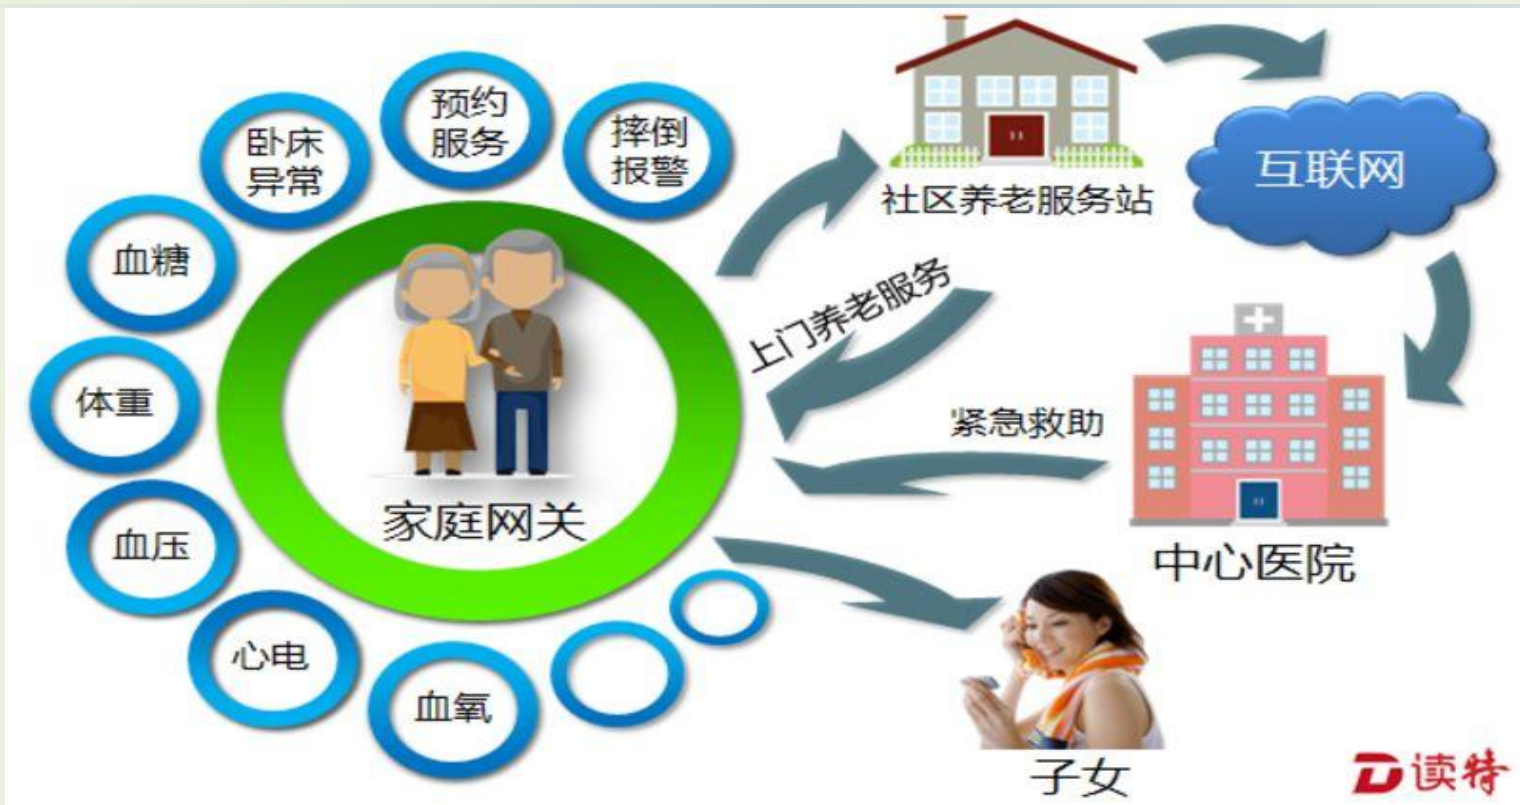 预约
服务
摔倒
报警
卧床
异常
血糖
体重
血压
心电
血氧
家庭网关
社区养老服务站
互联网
上门养老服务
紧急救助
中心医院
子女
读特